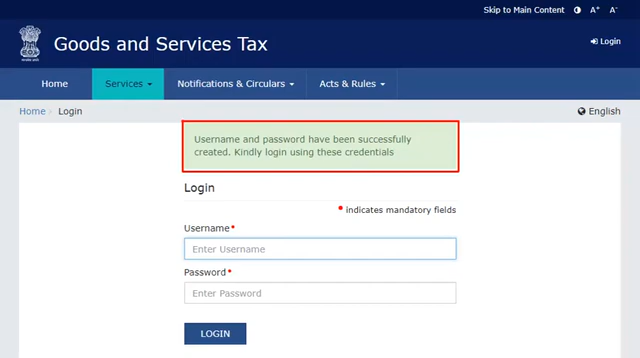 Skip to Main Content A+ A-
Goods and Services Tax
Login
Home Services Notifications & Circulars Acts & Rules
Home Login English
Username and password have been successfully
created. Kindly login using these credentials
Login
• indicates mandatory fields
Username•
Enter Username
Password•
Enter Password
LOGIN